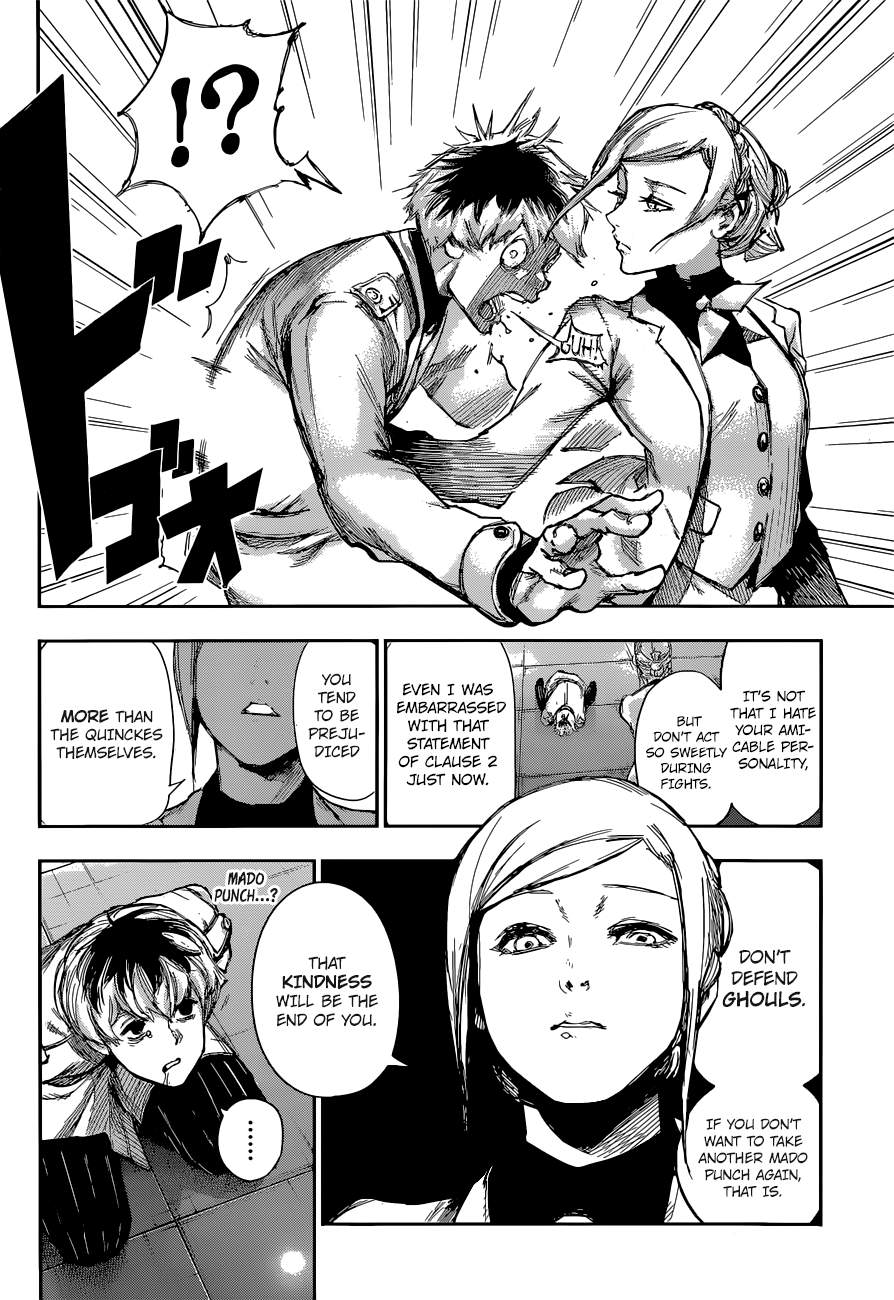 !?
GUH!
ドゴォ
IT'S NOT
THAT I HATE
YOUR AMI-
CABLE PER-
SONALITY,
BUT
DON'T ACT
SO SWEETLY
DURING
FIGHTS.
EVEN I WAS
EMBARRASSED
WITH THAT
STATEMENT
OF CLAUSE 2
JUST NOW.
YOU
TEND
TO BE
PREJU-
DICED
MORE THAN
THE QUINCKES
THEMSELVES.
DON'T
DEFEND
GHOULS.
IF YOU DON'T
WANT TO TAKE
ANOTHER MADO
PUNCH AGAIN,
THAT IS.
THAT
KINDNESS
WILL BE THE
END OF YOU.
MADO
PUNCH...?
......